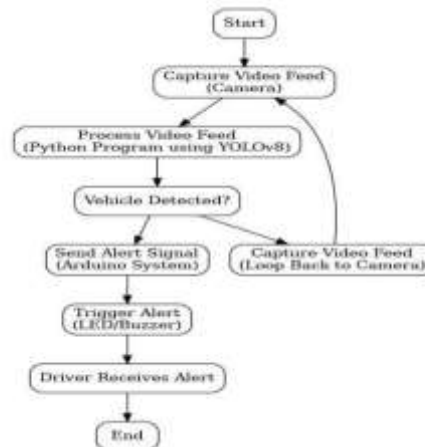 Start
Capture Video Feed
(Camera)
Process Video Feed
(Python Program using YOLOv8)
Vehicle Detected?
Send Alert Signal
(Arduino System)
Capture Video Feed
(Loop Back to Camera)
Trigger Alert
(LED/Buzzer)
Driver Receives Alert
End